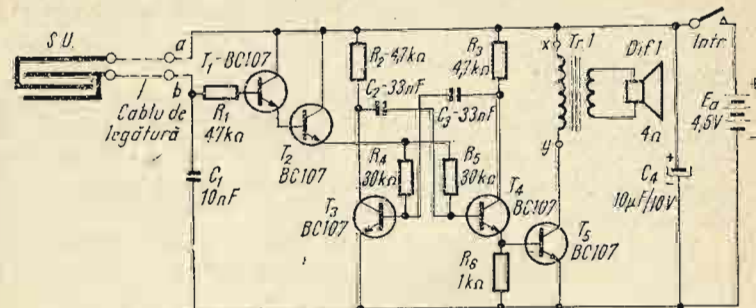 S.U.
a
b
Cablu de
legătură
T1-BC107
R1
47kΩ
C1
10nF
T2
BC107
R2-4,7kΩ
C2-33nF
C3-33nF
R3
4,7kΩ
R4
30kΩ
R5
30kΩ
T3
BC107
T4
BC107
R6
1kΩ
T5
BC107
x
y
Tr.1
Dif1
4Ω
Intr.
+
Ea
4,5V
-
+
-
C4
10μF/10V